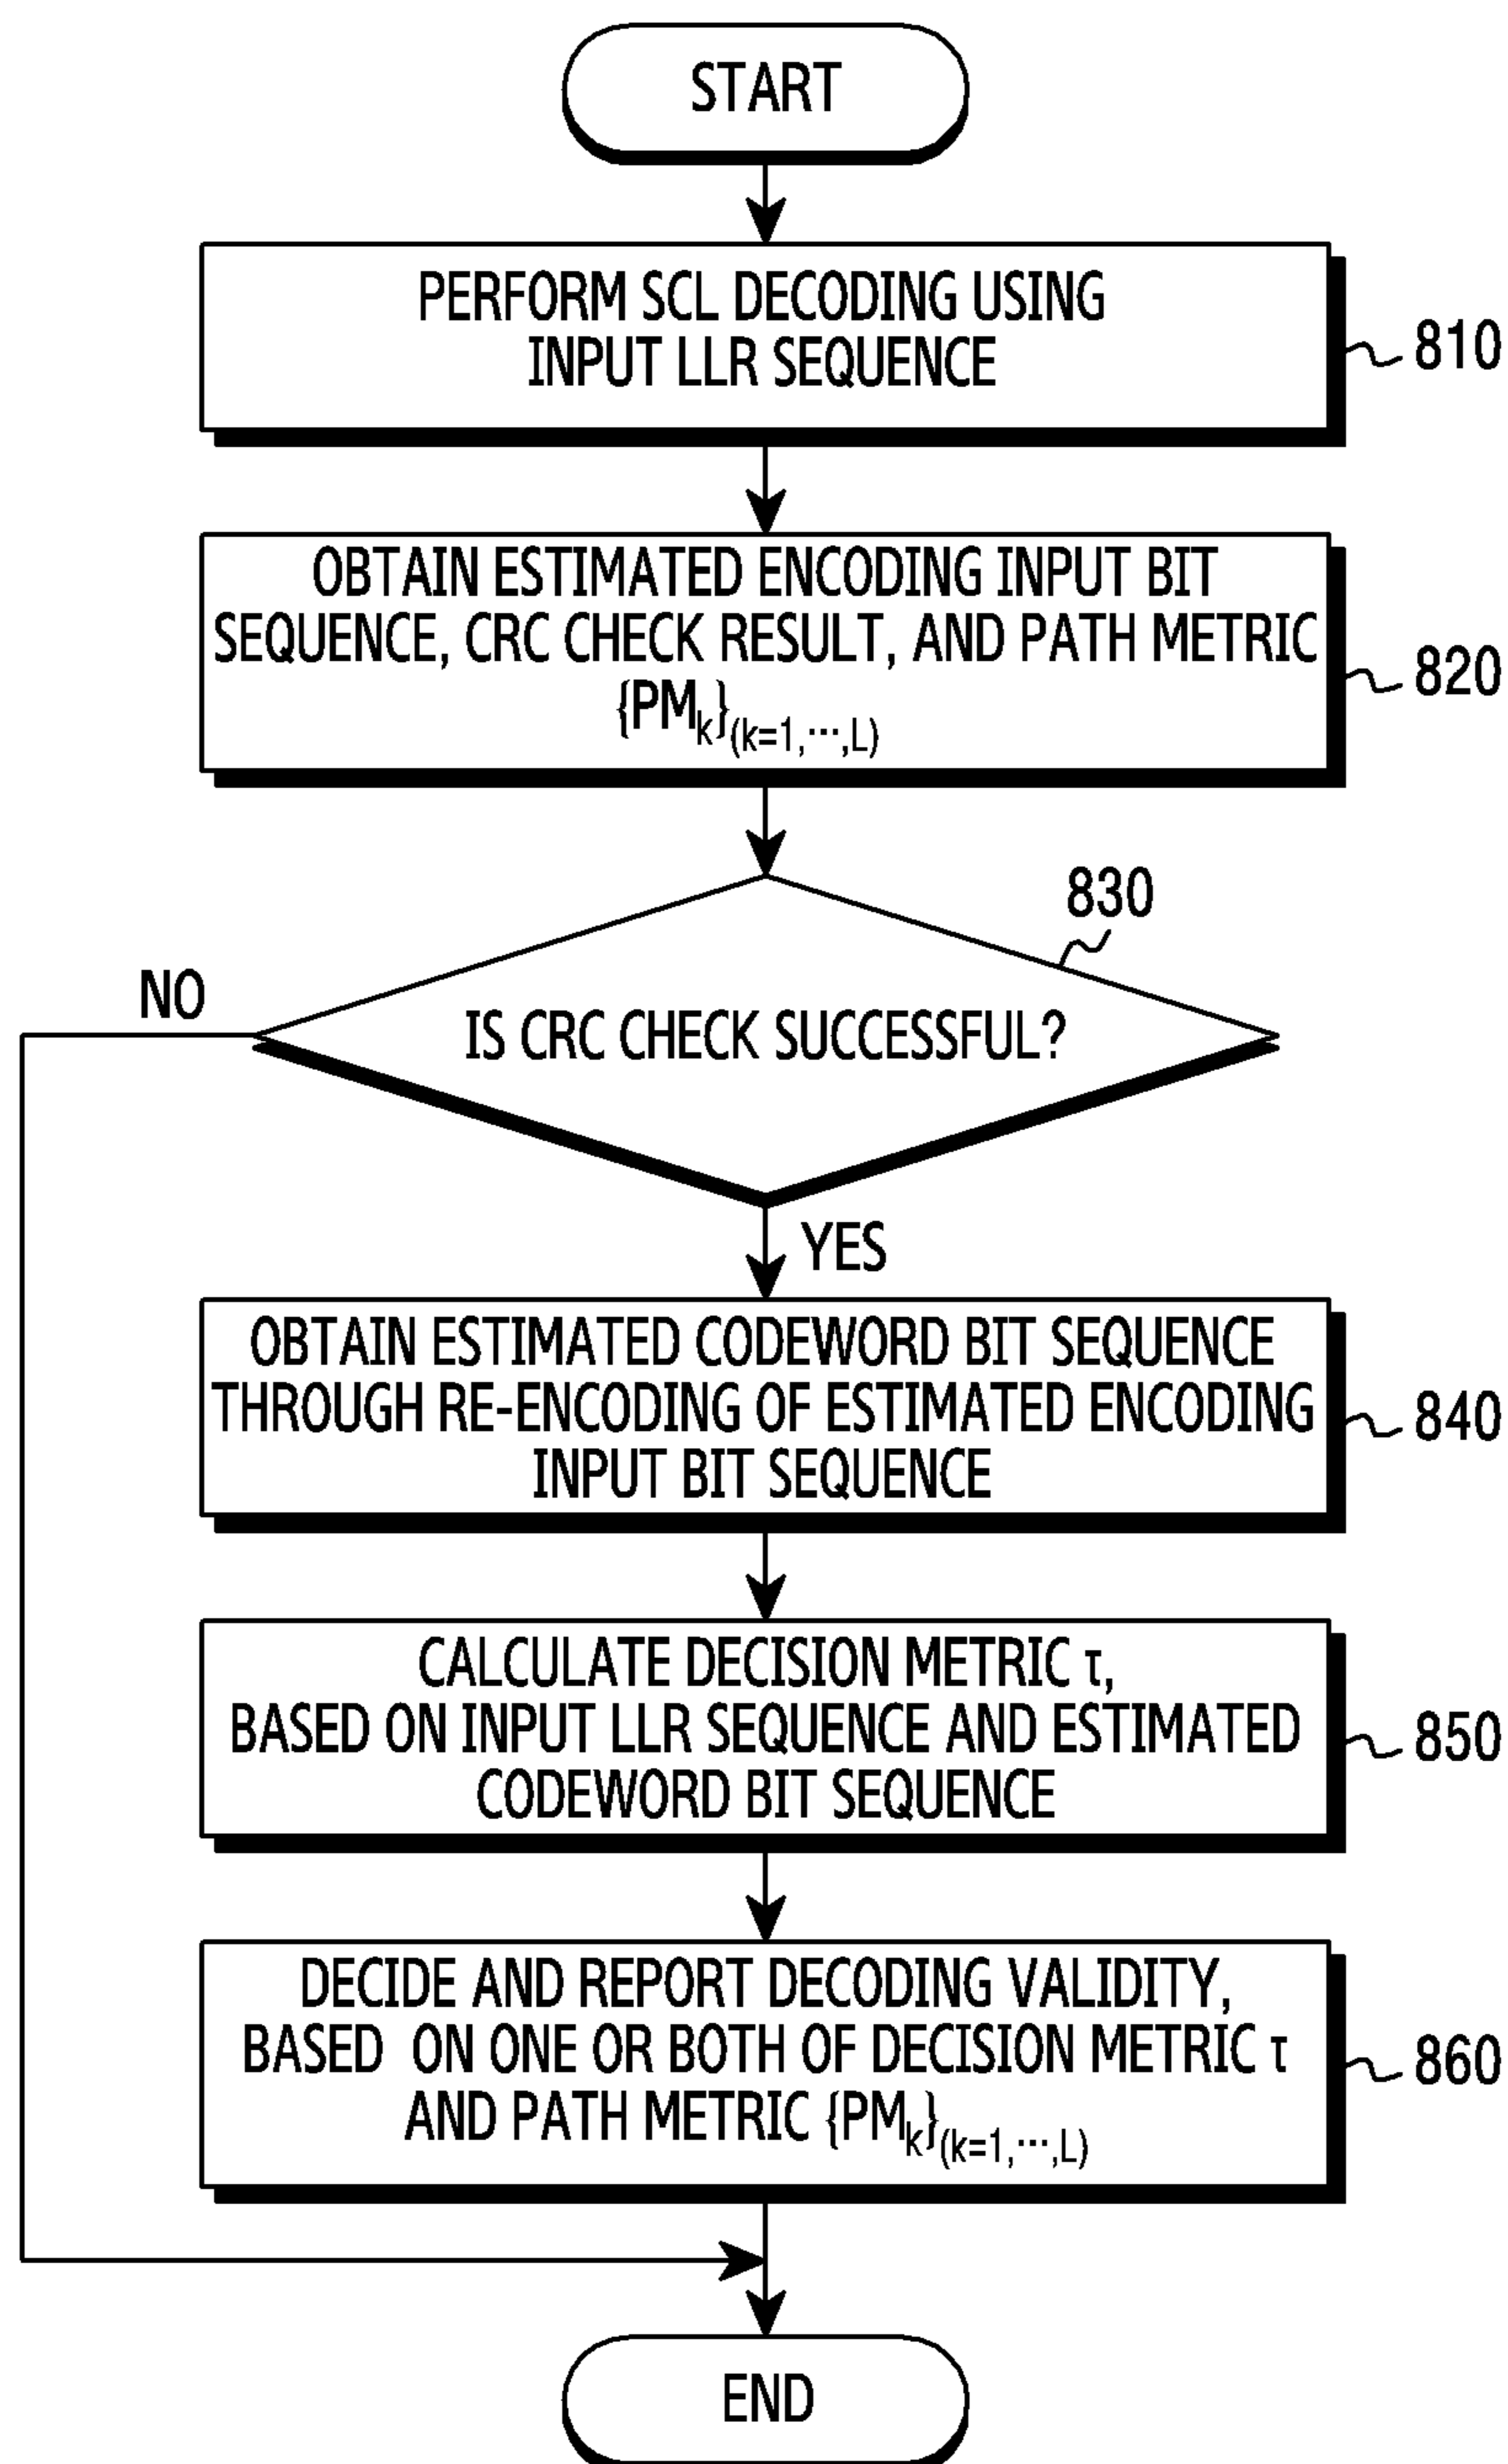 START
PERFORM SCL DECODING USING
INPUT LLR SEQUENCE
810
OBTAIN ESTIMATED ENCODING INPUT BIT
SEQUENCE, CRC CHECK RESULT, AND PATH METRIC
{PMk}(k=1,⋯,L)
820
830
NO
IS CRC CHECK SUCCESSFUL?
YES
OBTAIN ESTIMATED CODEWORD BIT SEQUENCE
THROUGH RE-ENCODING OF ESTIMATED ENCODING
INPUT BIT SEQUENCE
840
CALCULATE DECISION METRIC τ,
BASED ON INPUT LLR SEQUENCE AND ESTIMATED
CODEWORD BIT SEQUENCE
850
DECIDE AND REPORT DECODING VALIDITY,
BASED ON ONE OR BOTH OF DECISION METRIC τ
AND PATH METRIC {PMk}(k=1,⋯,L)
860
END